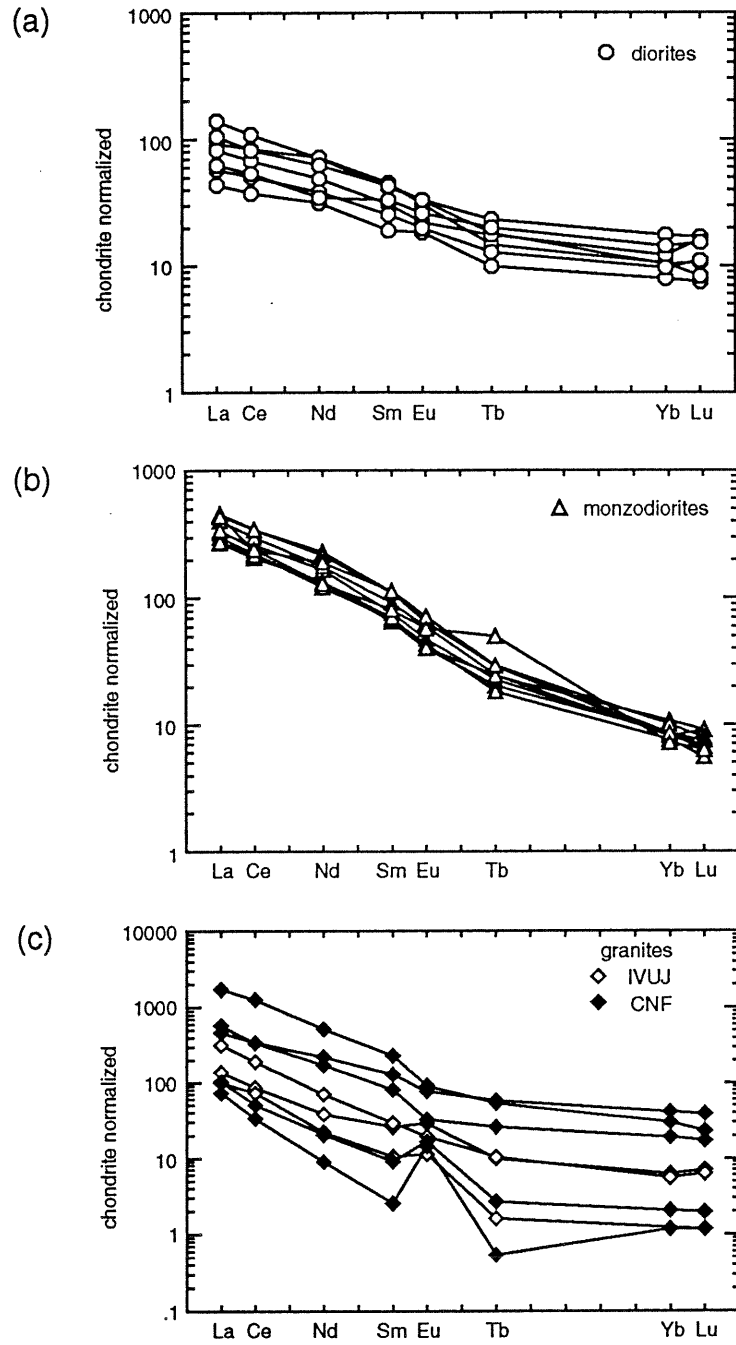 (a)
1000
100
10
1
chondrite normalized
diorites
La Ce Nd Sm Eu Tb Yb Lu
(b)
1000
100
10
1
chondrite normalized
monzodiorites
La Ce Nd Sm Eu Tb Yb Lu
(c)
10000
1000
100
10
1
.1
chondrite normalized
granites
IVUJ
CNF
La Ce Nd Sm Eu Tb Yb Lu